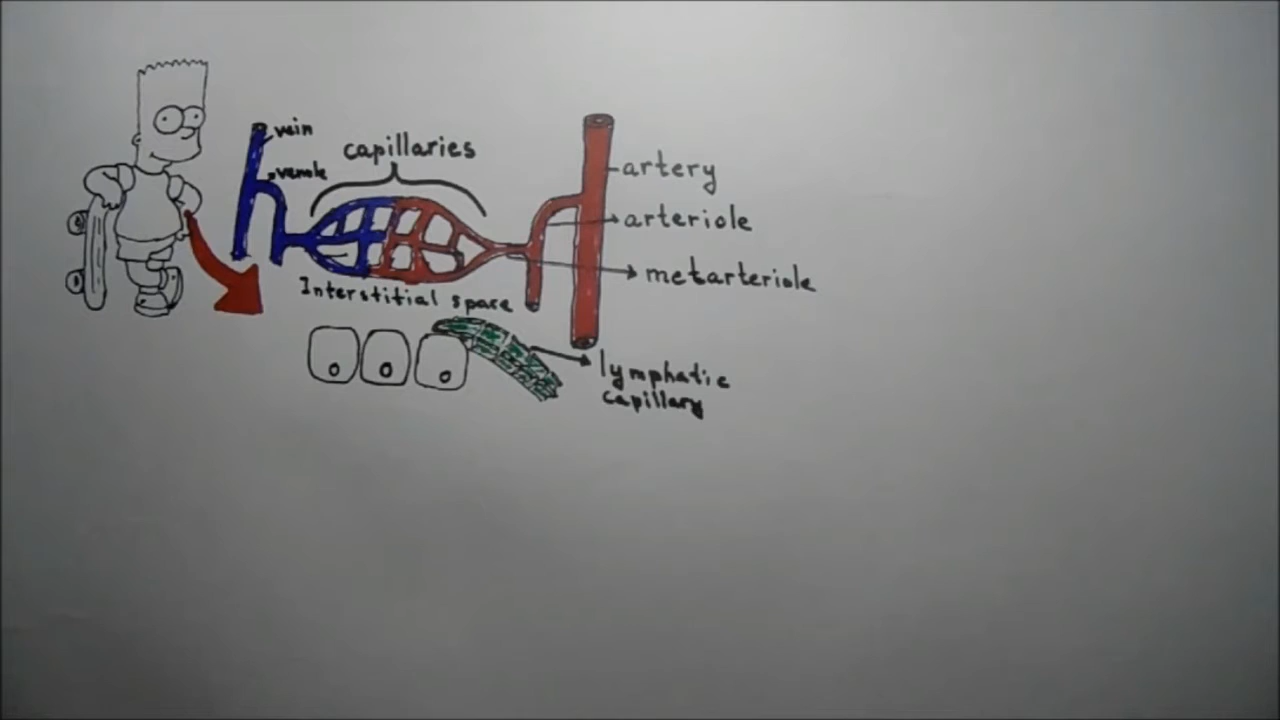 vein
venule
capillaries
artery
arteriole
metarteriole
Interstitial space
lymphatic
capillary